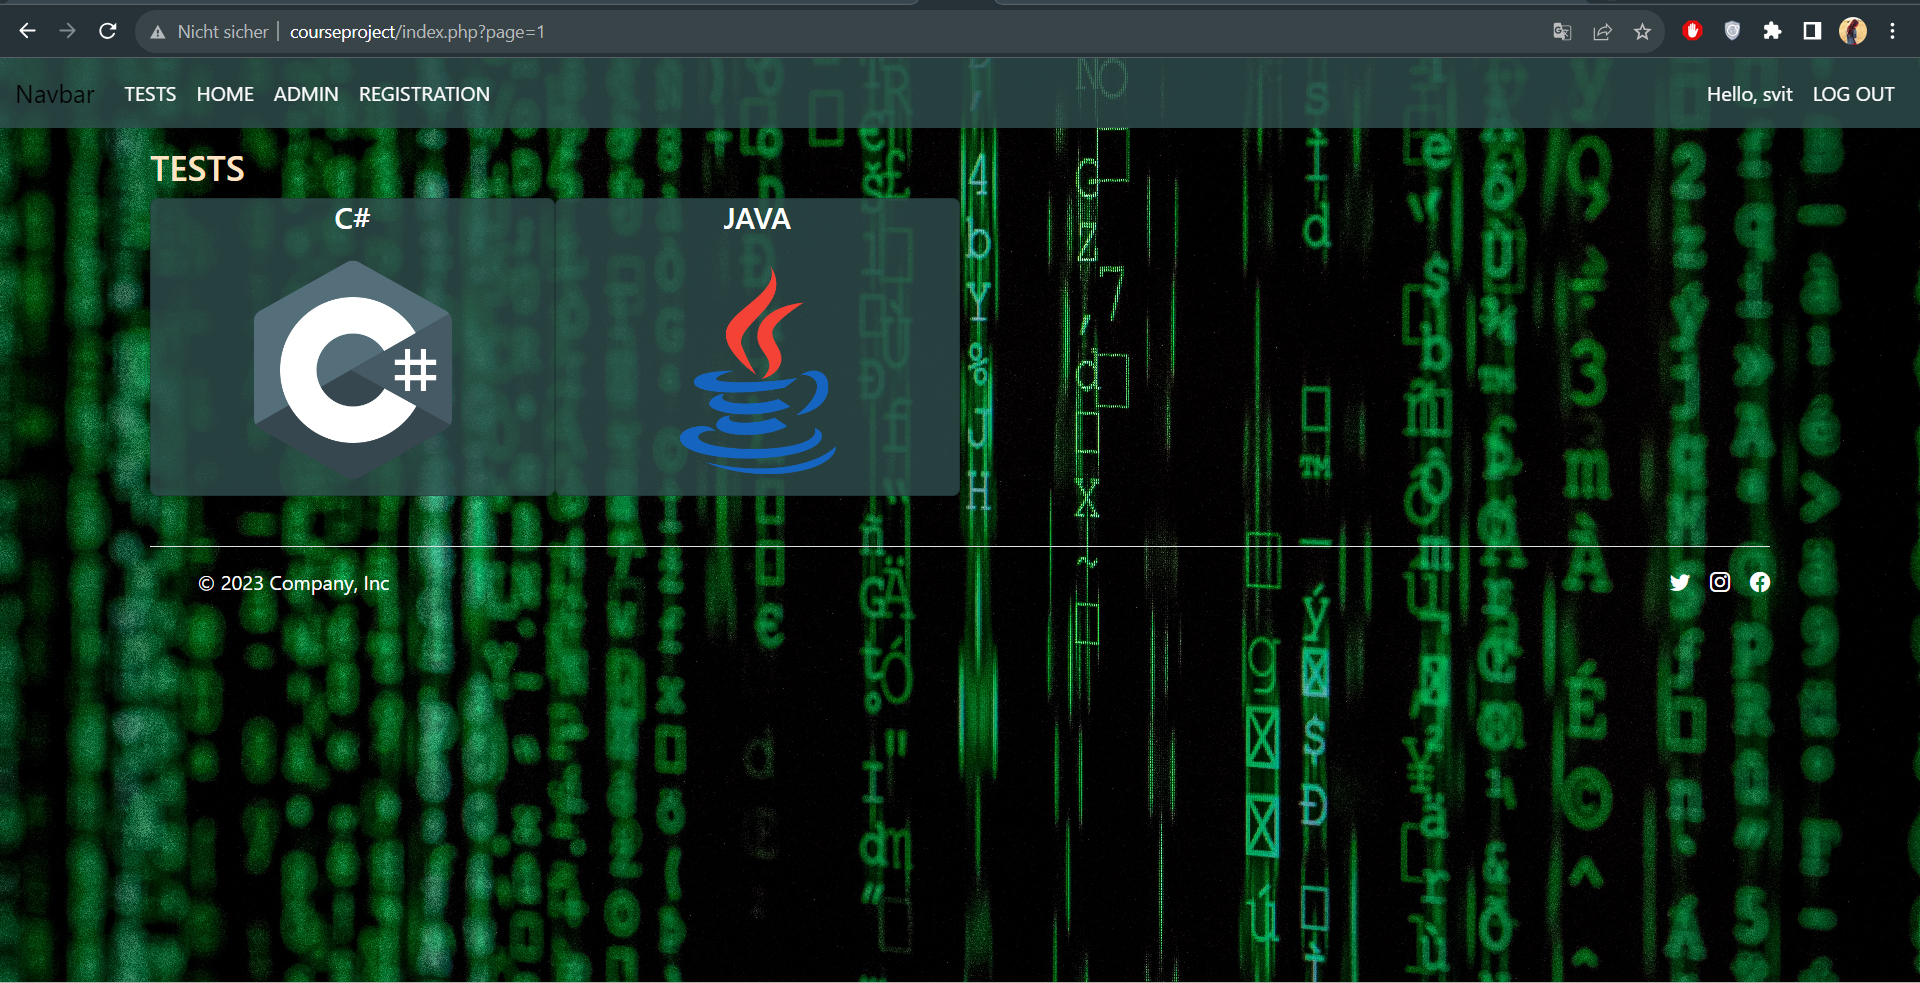 Nicht sicher courseproject/index.php?page=1
Navbar TESTS HOME ADMIN REGISTRATION Hello, svit LOG OUT
TESTS
C# JAVA
C#
© 2023 Company, Inc